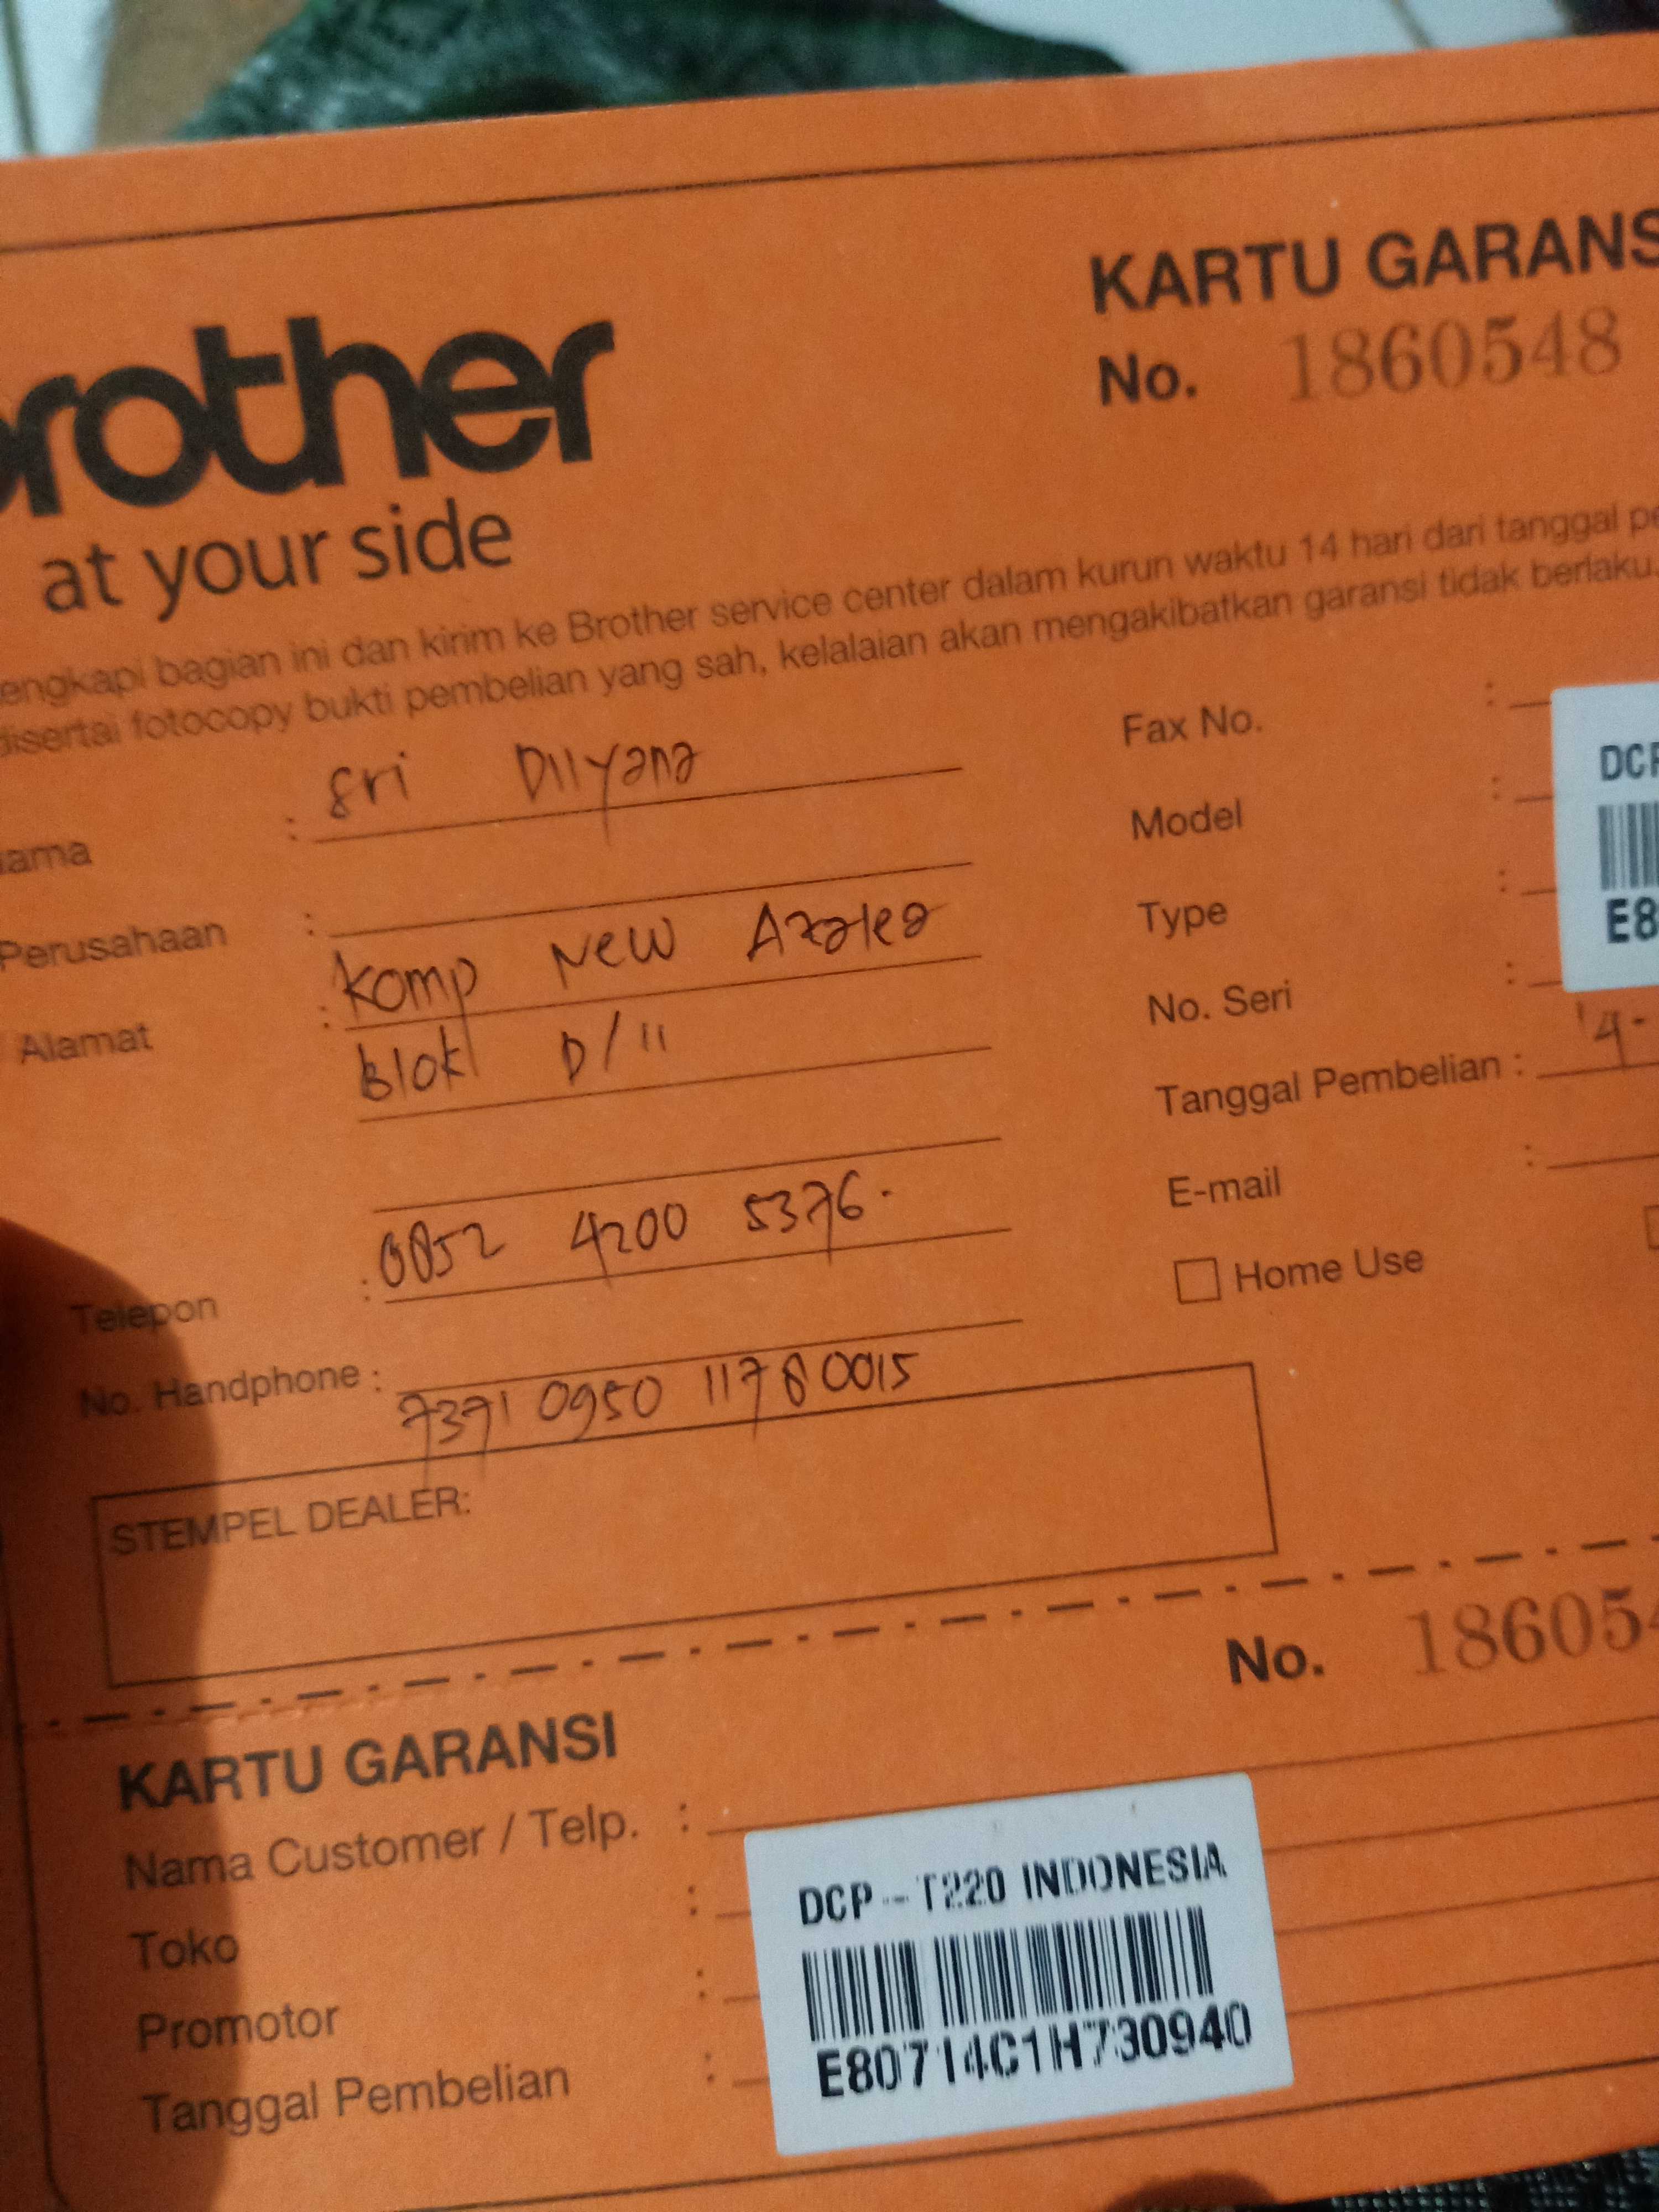 KARTU GARANS
No. 1860548
brother
at your side
engkapi bagian ini dan kirim ke Brother service center dalam kurun waktu 14 hari dari tanggal pe
disertai fotocopy bukti pembelian yang sah, kelalaian akan mengakibatkan garansi tidak berlaku.
ama : Sri Dilyana
Perusahaan :
Alamat : Komp New Azalea
Blok D/11
Telepon : 0852 4200 5376.
No. Handphone :
7371 0950 1178 0015
STEMPEL DEALER:
Fax No. :
Model :
Type :
No. Seri :
Tanggal Pembelian :
E-mail :
Home Use
DCP
E8
No. 186054
KARTU GARANSI
Nama Customer / Telp. :
Toko :
Promotor :
Tanggal Pembelian :
DCP-T220 INDONESIA
E80714C1H730940